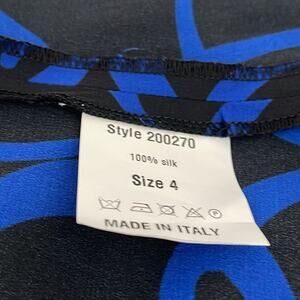 Style 200270
100% silk
Size 4
MADE IN ITALY